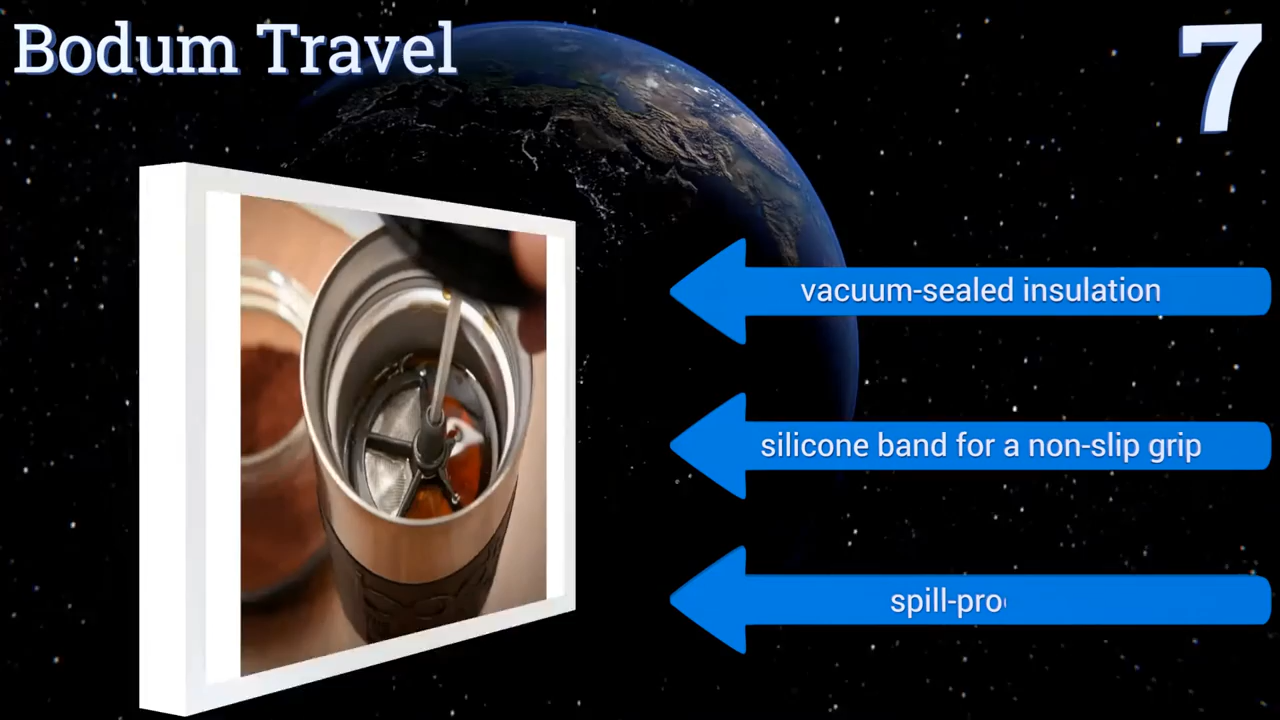 Bodum Travel
7
vacuum-sealed insulation
silicone band for a non-slip grip
spill-pro